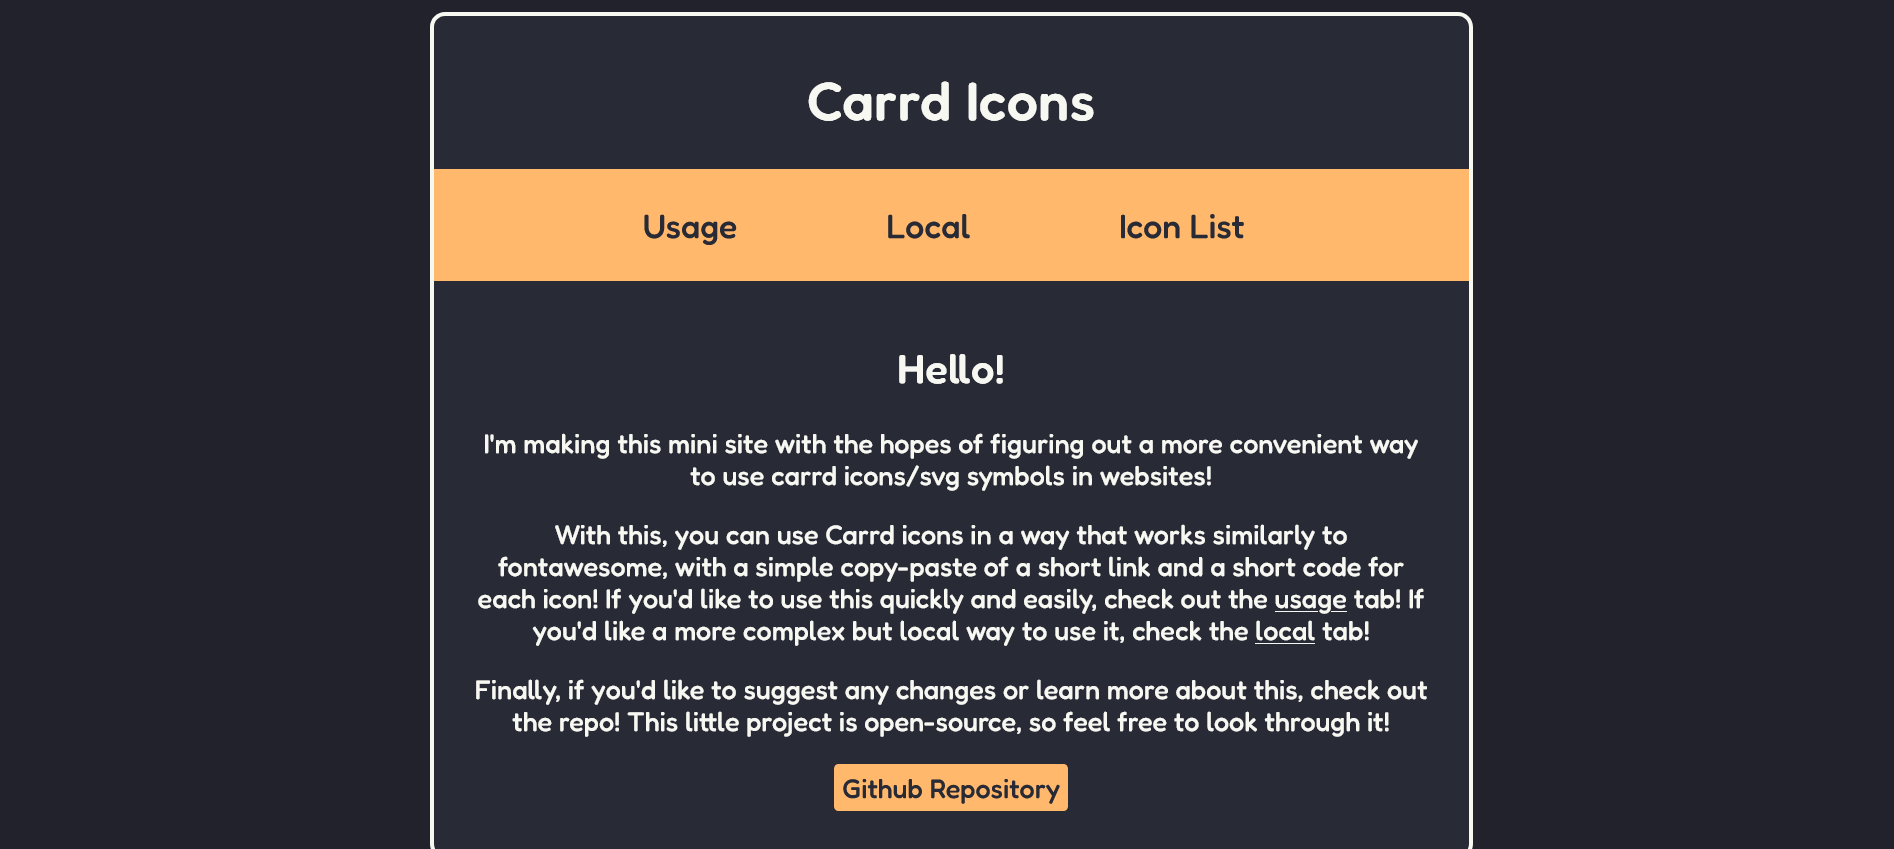 Carrd Icons
Usage Local Icon List
Hello!
I'm making this mini site with the hopes of figuring out a more convenient way
to use carrd icons/svg symbols in websites!
With this, you can use Carrd icons in a way that works similarly to
fontawesome, with a simple copy-paste of a short link and a short code for
each icon! If you'd like to use this quickly and easily, check out the usage tab! If
you'd like a more complex but local way to use it, check the local tab!
Finally, if you'd like to suggest any changes or learn more about this, check out
the repo! This little project is open-source, so feel free to look through it!
Github Repository